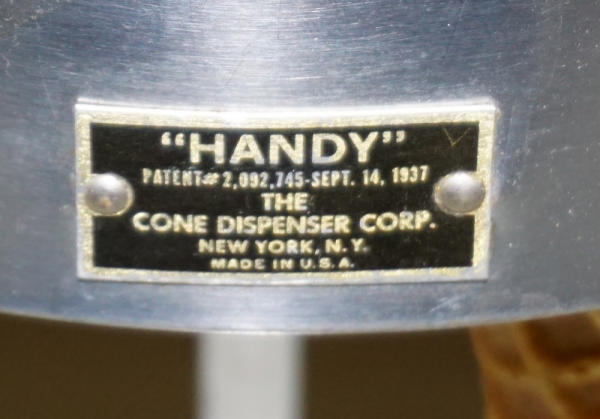 “HANDY”
PATENT# 2,092,745-SEPT. 14, 1937
THE
CONE DISPENSER CORP.
NEW YORK, N.Y.
MADE IN U.S.A.